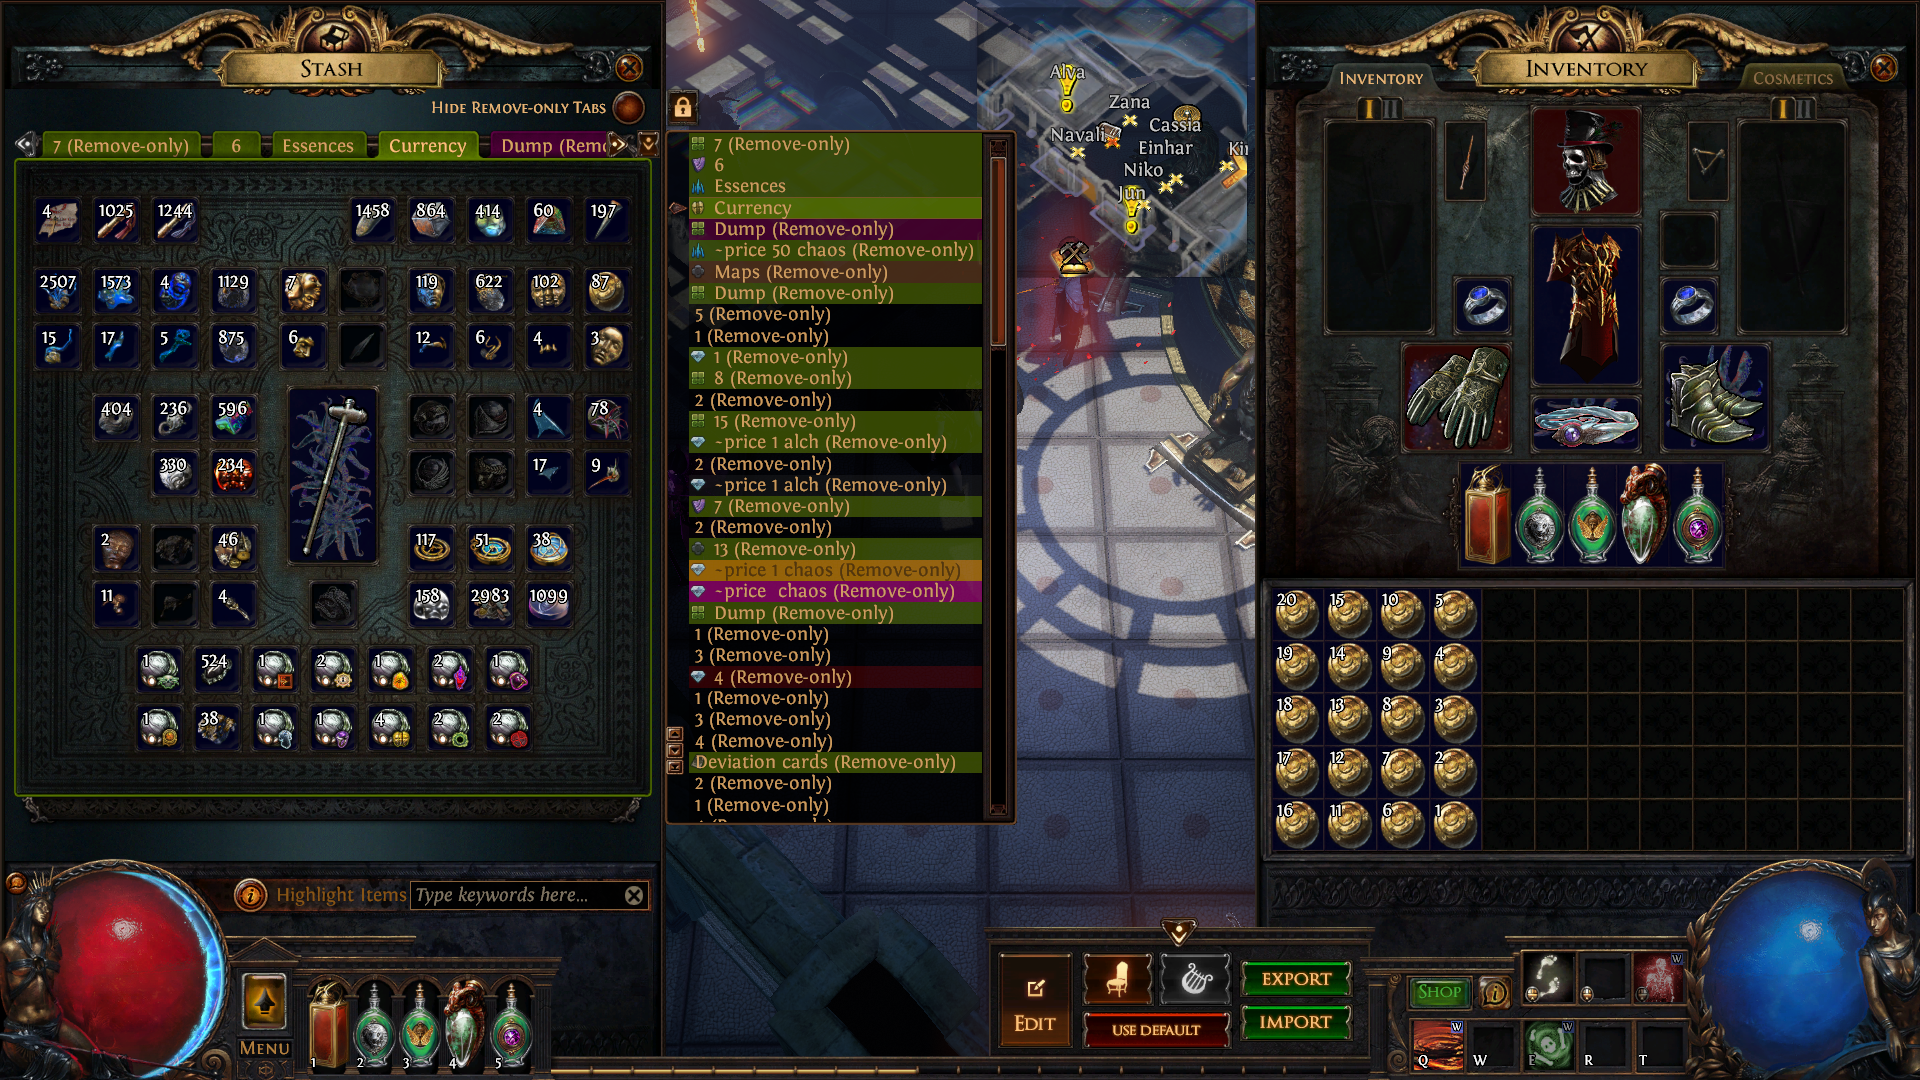 STASH
HIDE REMOVE-ONLY TABS
7 (Remove-only)
6
Essences
Currency
Dump (Remo
4 1025 1244 1458 864 414 60 197
2507 1573 4 1129 7 119 622 102 87
15 17 5 875 6 12 6 4 3
404 236 596 4 78
330 234 17 9
2 46 117 51 38
11 4 158 2983 1099
1 524 1 2 1 2 1
1 38 1 1 4 2 2
Highlight Items
Type keywords here...
MENU
1 2 3 4 5
7 (Remove-only)
6
Essences
Currency
Dump (Remove-only)
~price 50 chaos (Remove-only)
Maps (Remove-only)
Dump (Remove-only)
5 (Remove-only)
1 (Remove-only)
1 (Remove-only)
8 (Remove-only)
2 (Remove-only)
15 (Remove-only)
~price 1 alch (Remove-only)
2 (Remove-only)
~price 1 alch (Remove-only)
7 (Remove-only)
2 (Remove-only)
13 (Remove-only)
~price 1 chaos (Remove-only)
~price  chaos (Remove-only)
Dump (Remove-only)
1 (Remove-only)
3 (Remove-only)
4 (Remove-only)
1 (Remove-only)
3 (Remove-only)
4 (Remove-only)
Deviation cards (Remove-only)
2 (Remove-only)
1 (Remove-only)
Alva
Zana
Navali
Cassia
Einhar
Kir
Niko
Jun
EDIT
USE DEFAULT
EXPORT
IMPORT
INVENTORY
INVENTORY
COSMETICS
I II
I II
20 15 10 5
19 14 9 4
18 13 8 3
17 12 7 2
16 11 6 1
SHOP
W
W W
Q W E R T